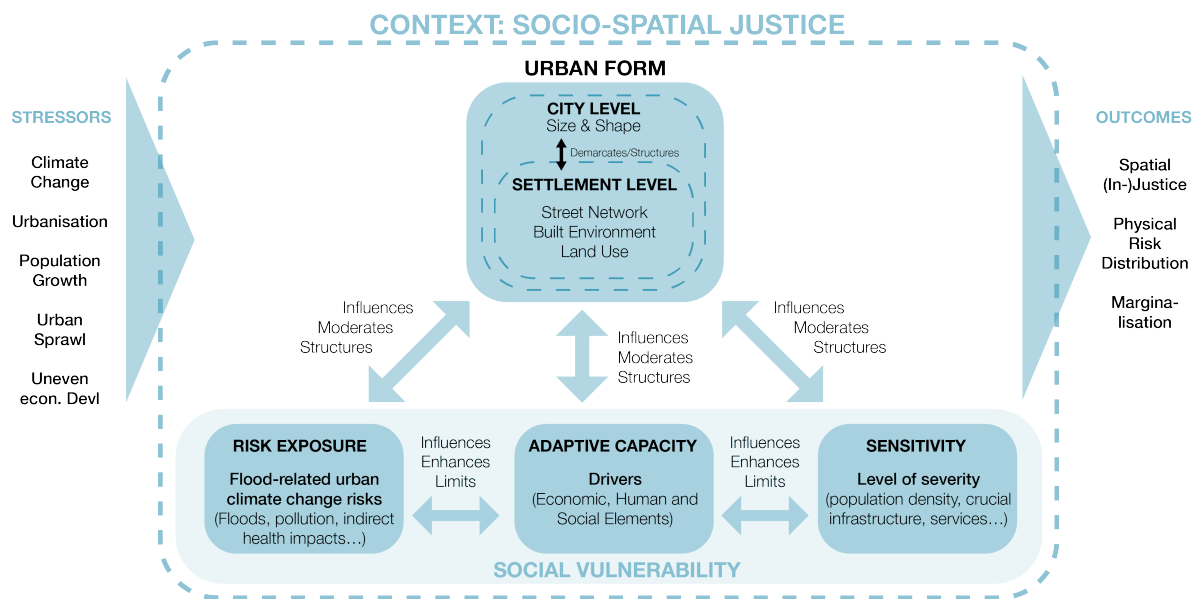 CONTEXT: SOCIO-SPATIAL JUSTICE
STRESSORS
Climate
Change
Urbanisation
Population
Growth
Urban
Sprawl
Uneven
econ. Devl
URBAN FORM
CITY LEVEL
Size & Shape
Demarcates/Structures
SETTLEMENT LEVEL
Street Network
Built Environment
Land Use
Influences
Moderates
Structures
Influences
Moderates
Structures
Influences
Moderates
Structures
RISK EXPOSURE
Flood-related urban
climate change risks
(Floods, pollution, indirect
health impacts…)
Influences
Enhances
Limits
ADAPTIVE CAPACITY
Drivers
(Economic, Human and
Social Elements)
Influences
Enhances
Limits
SENSITIVITY
Level of severity
(population density, crucial
infrastructure, services…)
SOCIAL VULNERABILITY
OUTCOMES
Spatial
(In-)Justice
Physical
Risk
Distribution
Margina-
lisation